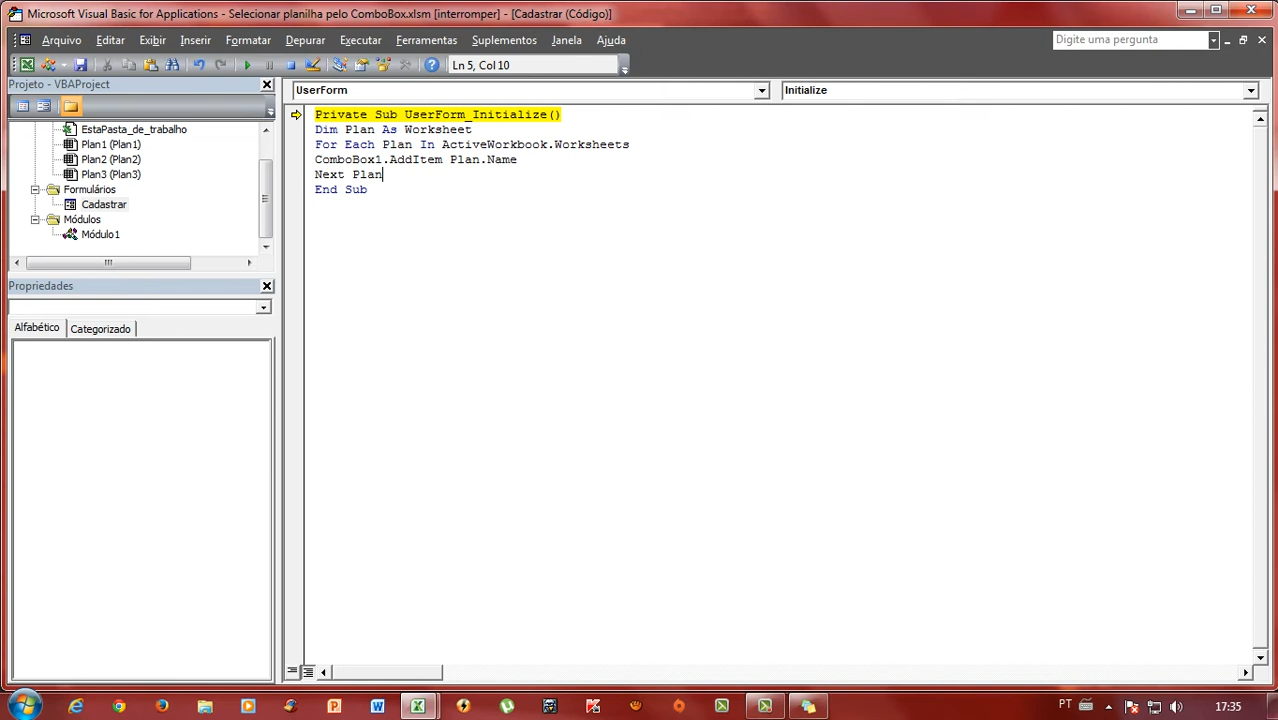 Microsoft Visual Basic for Applications - Selecionar planilha pelo ComboBox.xlsm [interromper] - [Cadastrar (Código)]
Arquivo Editar Exibir Inserir Formatar Depurar Executar Ferramentas Suplementos Janela Ajuda
Digite uma pergunta
Ln 5, Col 10
Projeto - VBAProject
UserForm
Initialize
EstaPasta_de_trabalho
Plan1 (Plan1)
Plan2 (Plan2)
Plan3 (Plan3)
Formulários
Cadastrar
Módulos
Módulo1
Propriedades
Alfabético Categorizado
Private Sub UserForm_Initialize()
Dim Plan As Worksheet
For Each Plan In ActiveWorkbook.Worksheets
ComboBox1.AddItem Plan.Name
Next Plan
End Sub
PT
17:35